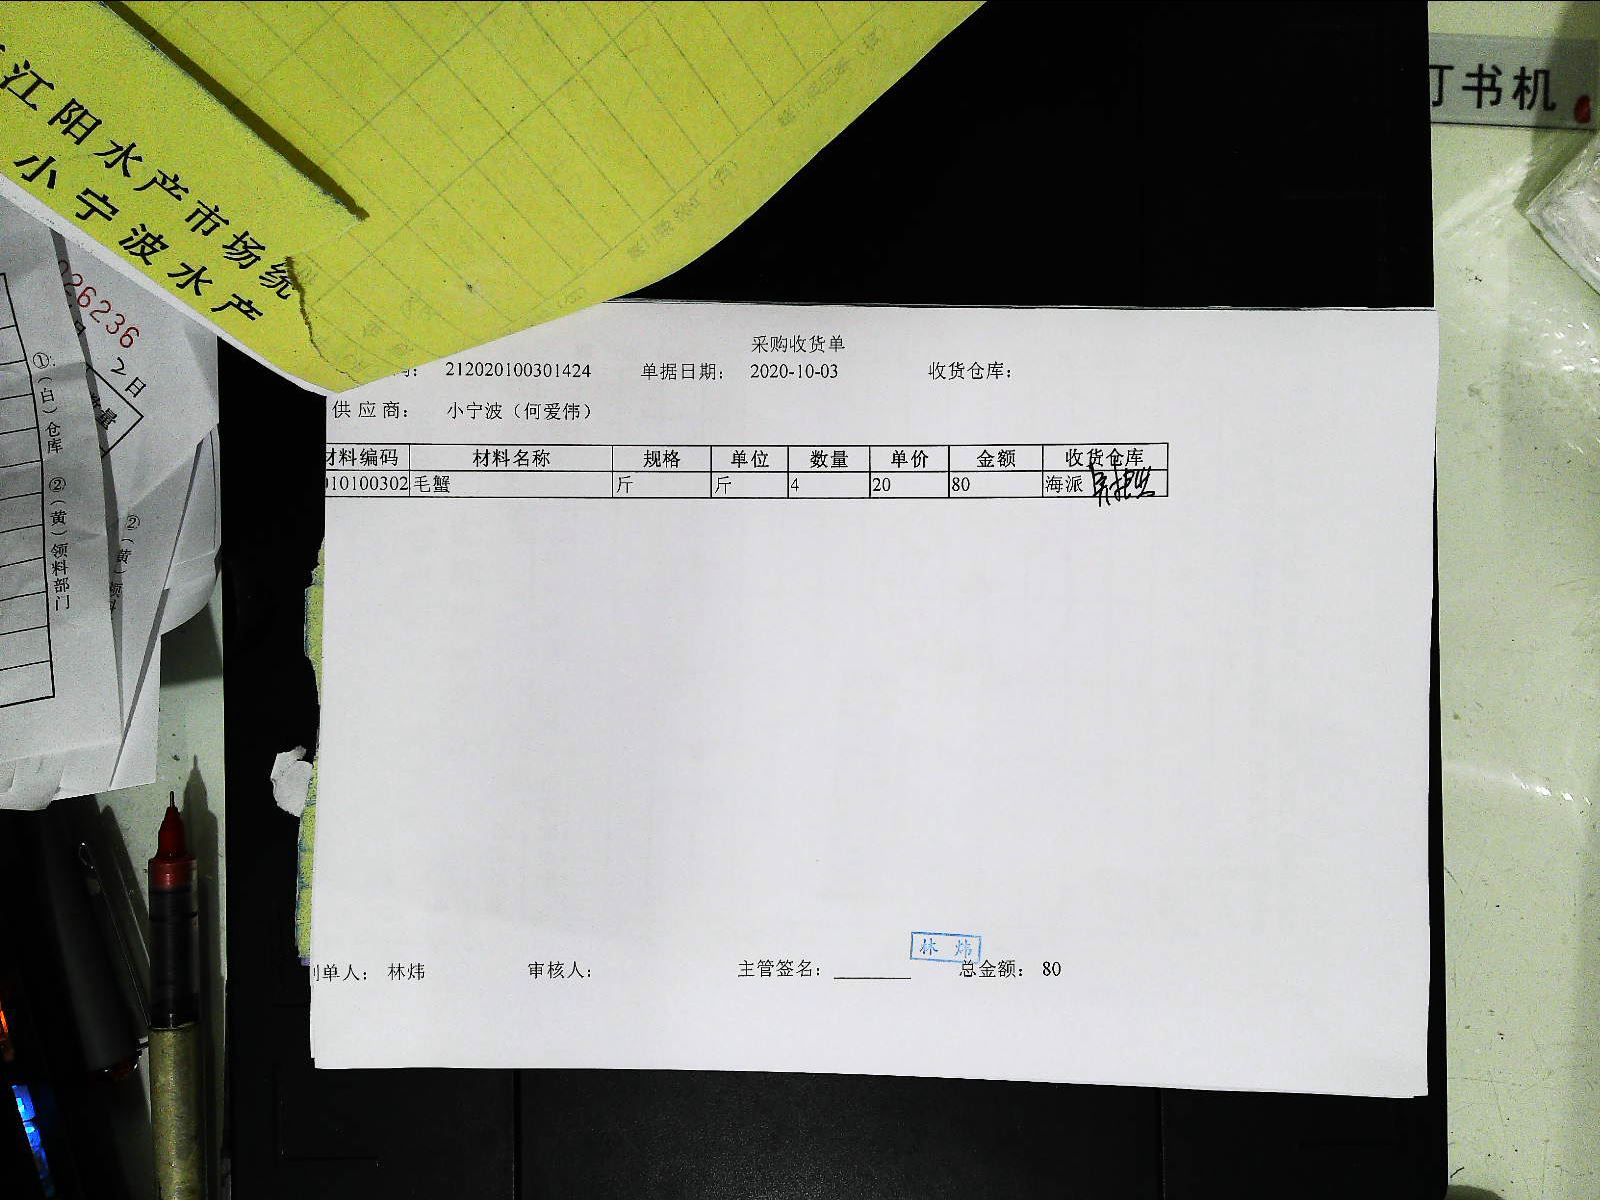 江阳水产市场统
小宁波水产
订书机
26236
2日
①(白)仓库 ②(黄)领料部门
②(黄)领料
采购收货单
212020100301424 单据日期: 2020-10-03 收货仓库:
供应商: 小宁波（何爱伟）
材料编码 材料名称 规格 单位 数量 单价 金额 收货仓库
010100302 毛蟹 斤 斤 4 20 80 海派
林炜
制单人: 林炜 审核人: 主管签名: ________ 总金额: 80